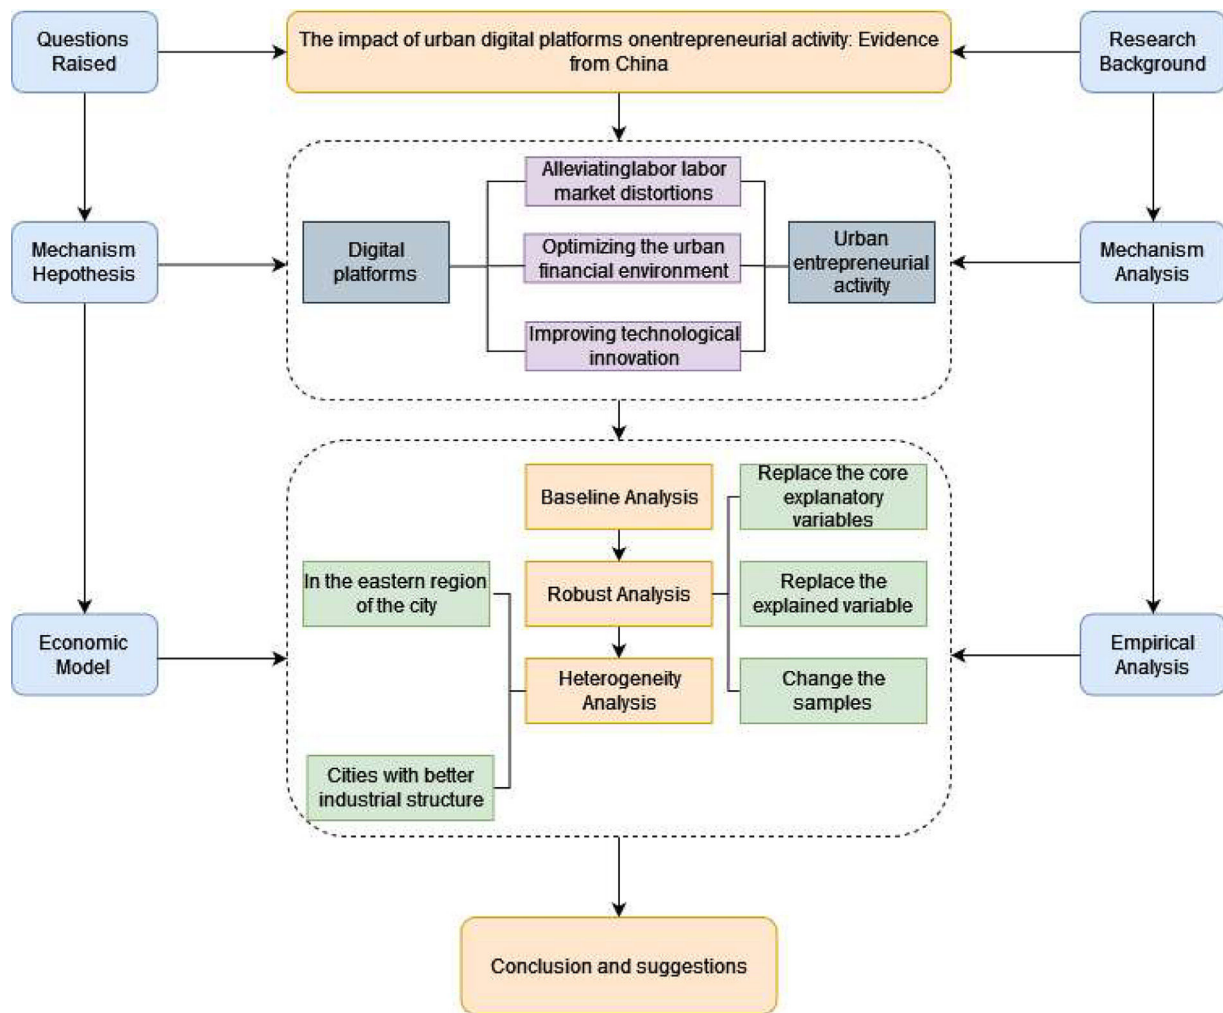 Questions
Raised
The impact of urban digital platforms onentrepreneurial activity: Evidence
from China
Research
Background
Alleviatinglabor labor
market distortions
Mechanism
Hepothesis
Digital
platforms
Optimizing the urban
financial environment
Urban
entrepreneurial
activity
Mechanism
Analysis
Improving technological
innovation
Baseline Analysis
Replace the core
explanatory
variables
In the eastern region
of the city
Robust Analysis
Replace the
explained variable
Economic
Model
Heterogeneity
Analysis
Change the
samples
Empirical
Analysis
Cities with better
industrial structure
Conclusion and suggestions